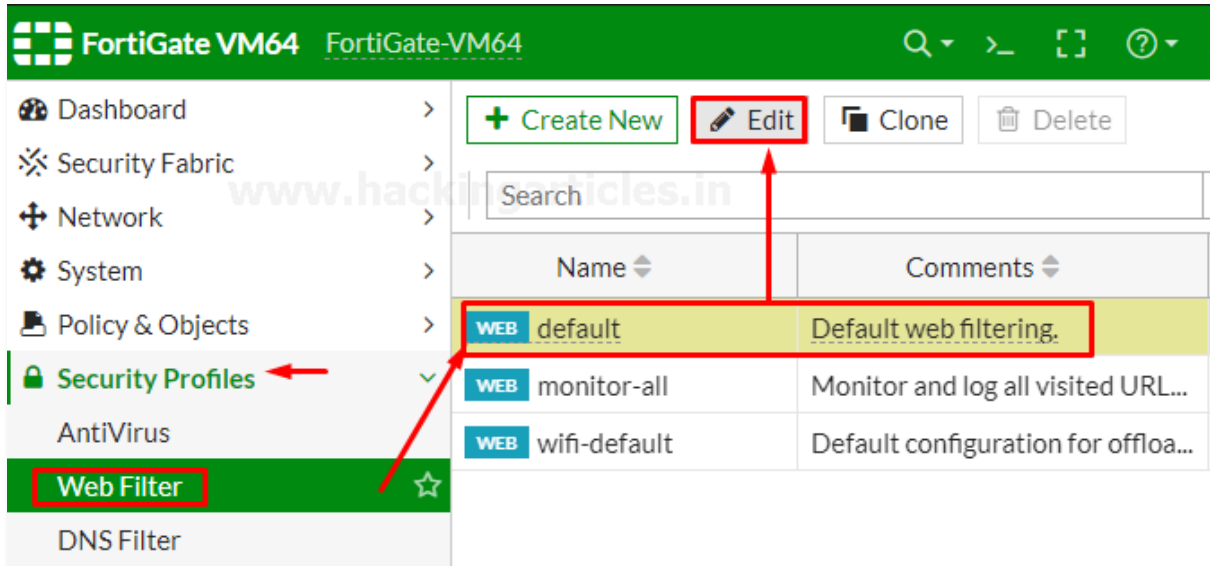 FortiGate VM64 FortiGate-VM64
Dashboard
Security Fabric
Network
System
Policy & Objects
Security Profiles
AntiVirus
Web Filter
DNS Filter
Create New Edit Clone Delete
Search
www.hackingarticles.in
Name Comments
WEB default Default web filtering.
WEB monitor-all Monitor and log all visited URL...
WEB wifi-default Default configuration for offloa...